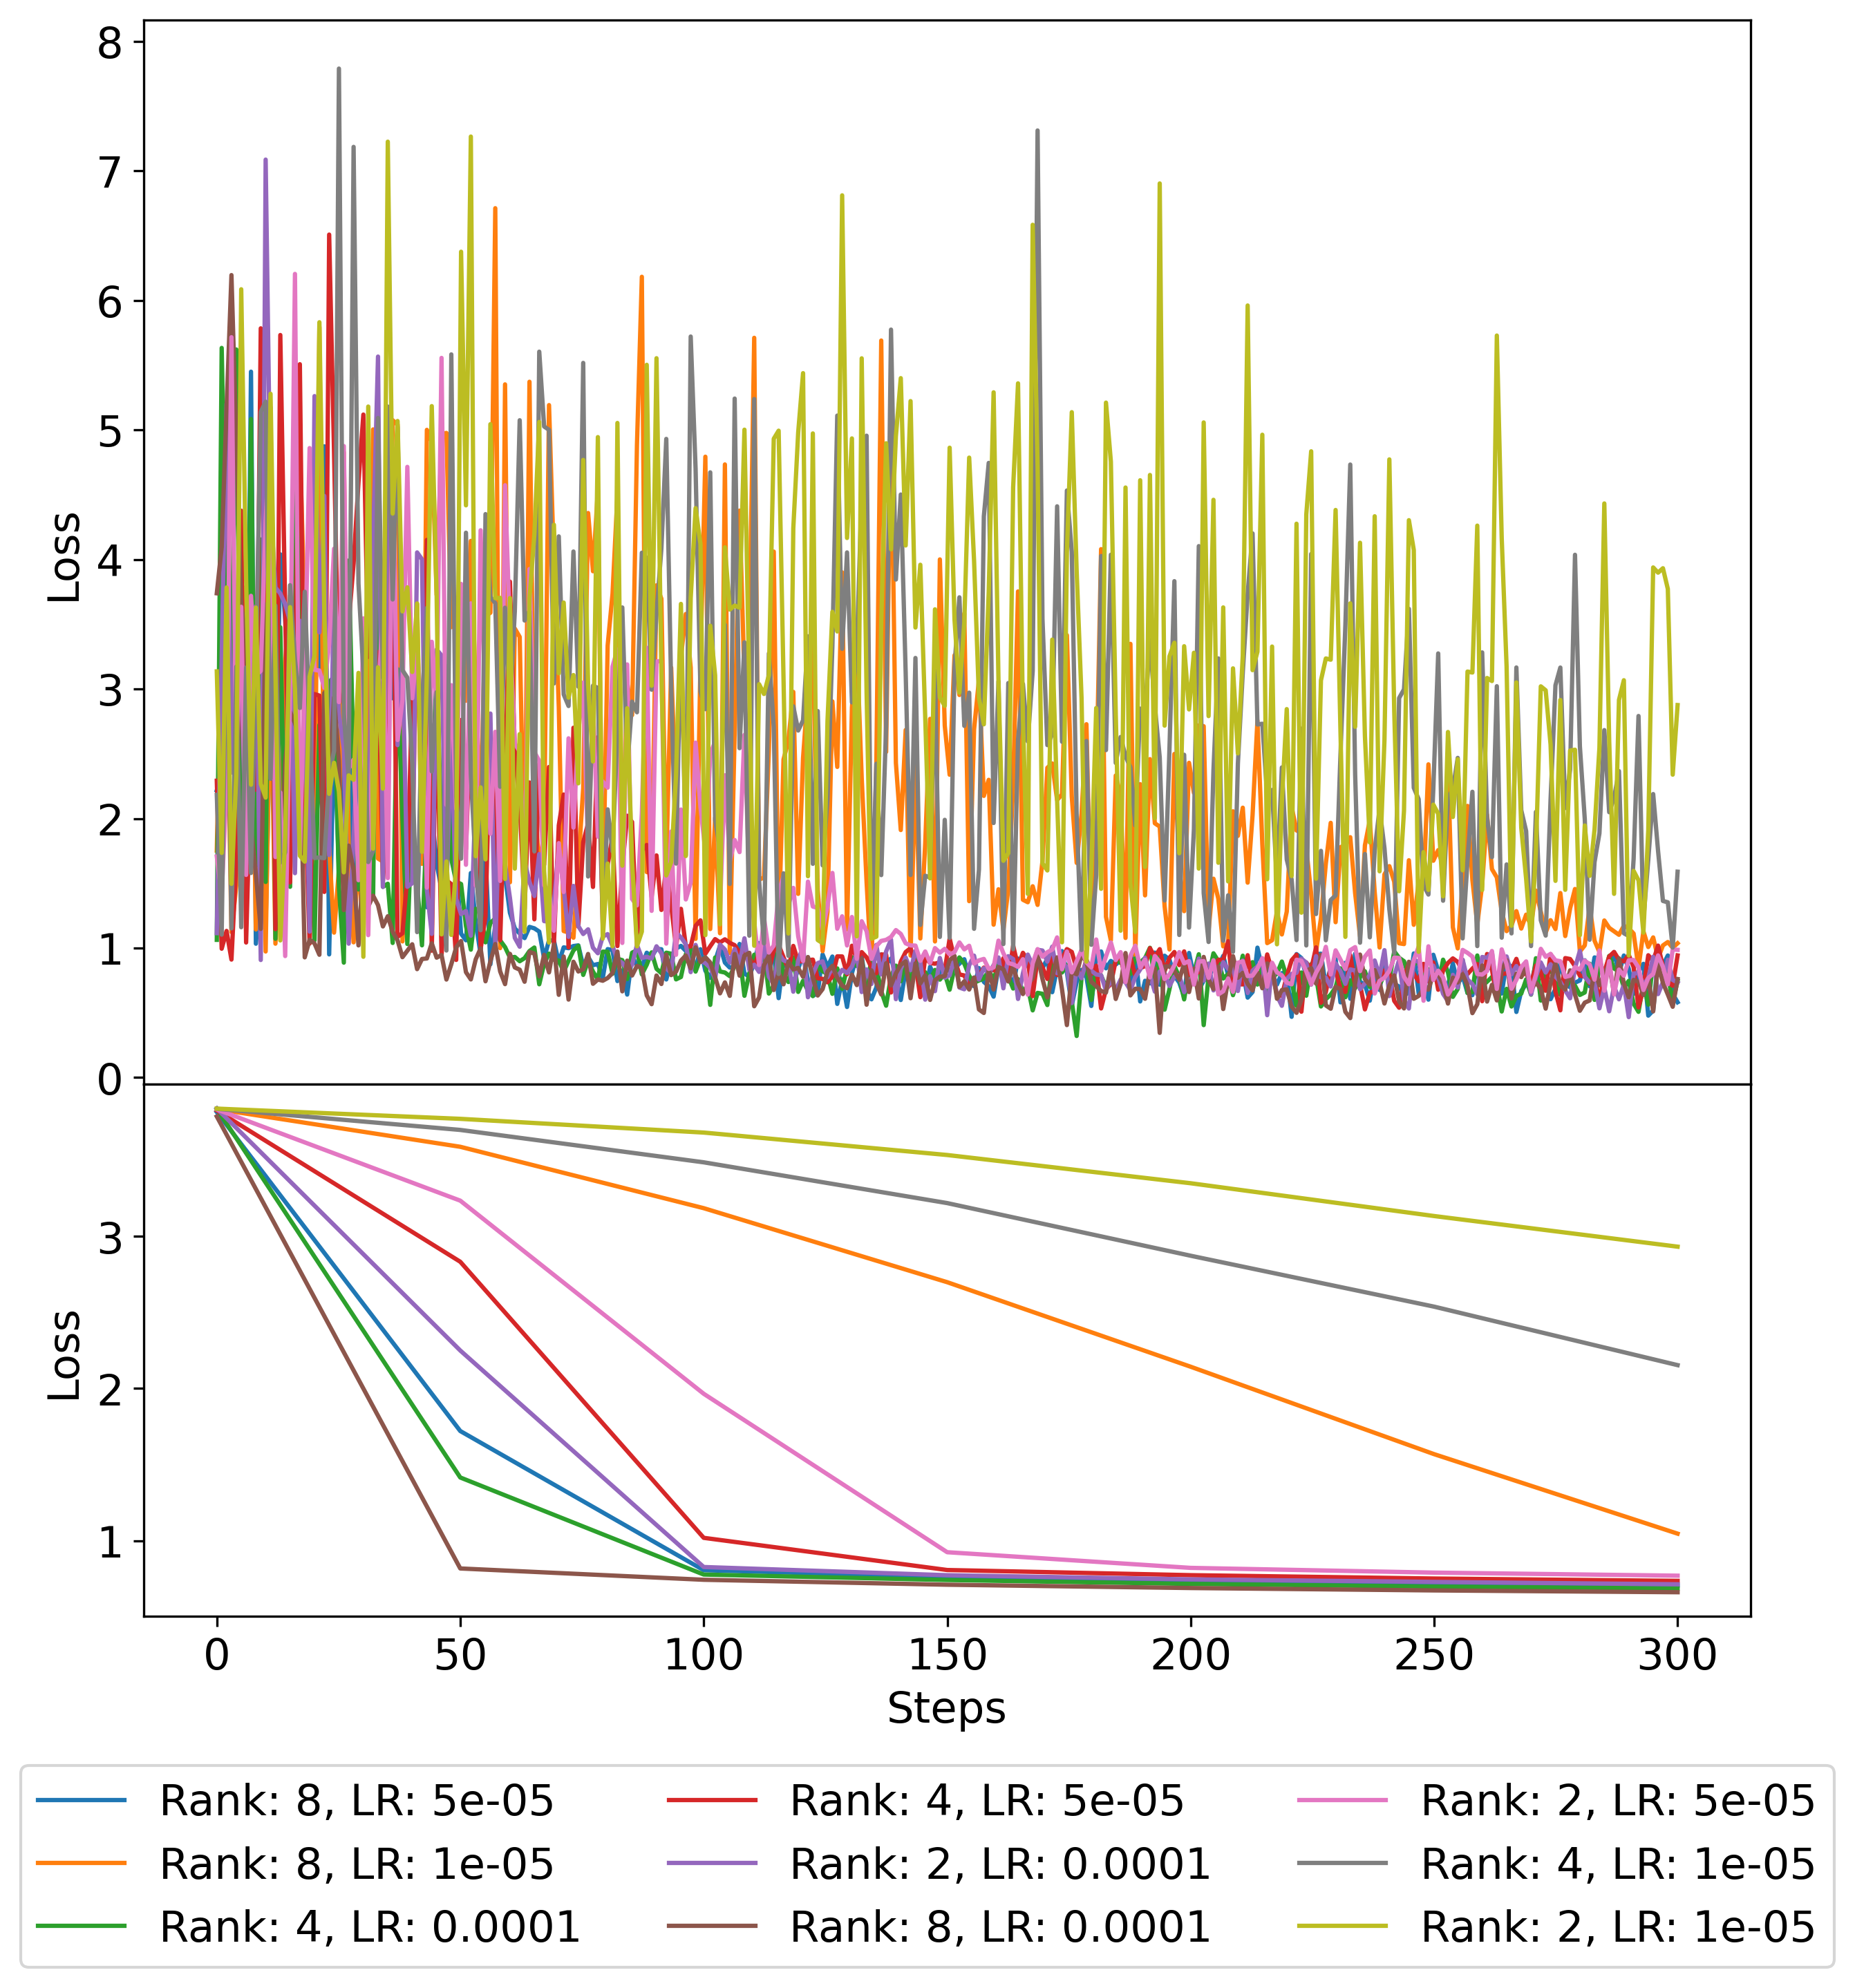 8
7
6
5
4
3
2
1
0
Loss
3
2
1
Loss
0 50 100 150 200 250 300
Steps
Rank: 8, LR: 5e-05
Rank: 8, LR: 1e-05
Rank: 4, LR: 0.0001
Rank: 4, LR: 5e-05
Rank: 2, LR: 0.0001
Rank: 8, LR: 0.0001
Rank: 2, LR: 5e-05
Rank: 4, LR: 1e-05
Rank: 2, LR: 1e-05